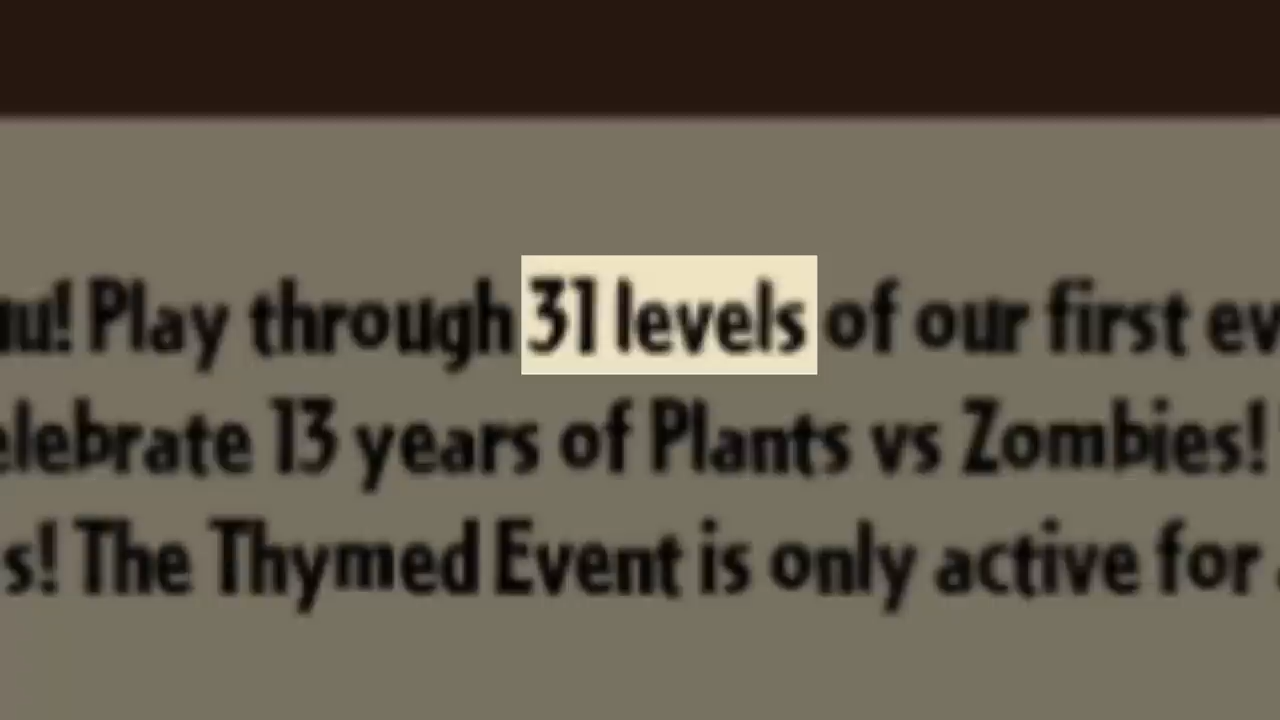 ! Play through 31 levels of our first
elebrate 13 years of Plants vs Zombies!
s! The Thymed Event is only active for